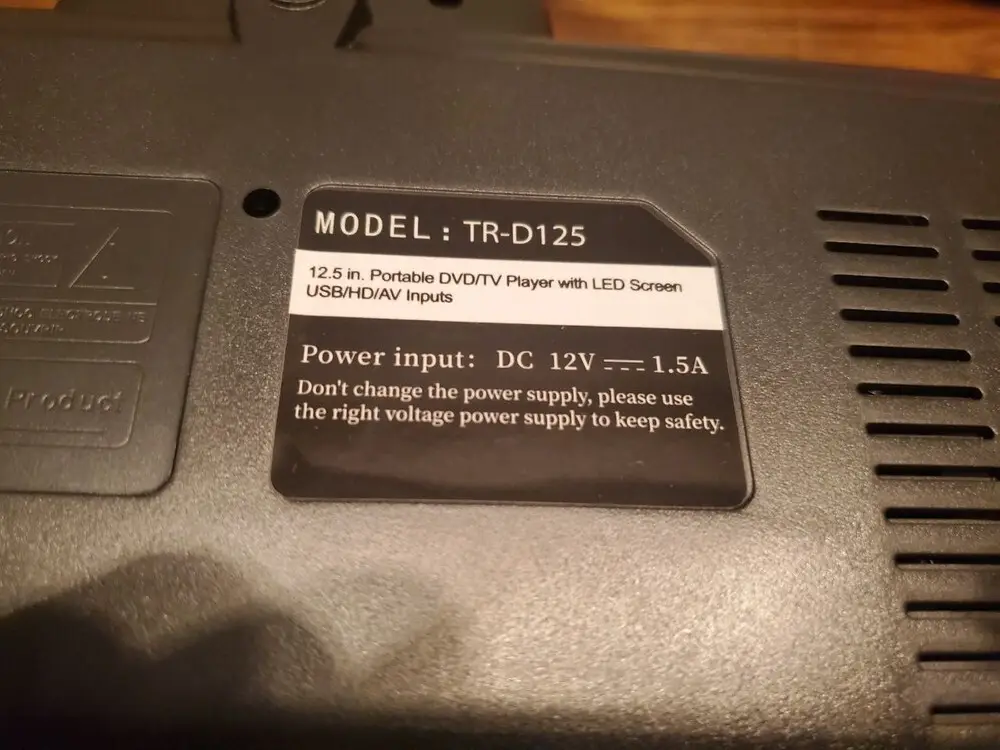 MODEL : TR-D125
12.5 in. Portable DVD/TV Player with LED Screen
USB/HD/AV Inputs
Power input: DC 12V 1.5A
Don't change the power supply, please use
the right voltage power supply to keep safety.
Product